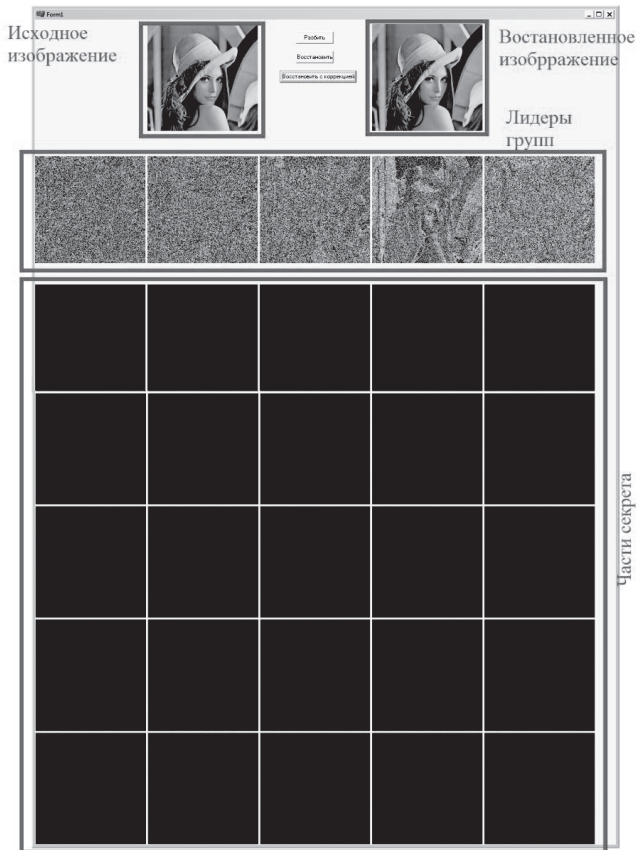 Form1
Исходное
изображение
Разбить
Восстановить
Восстановить с коррекцией
Востановленное
изобрражение
Лидеры
групп
Части секрета